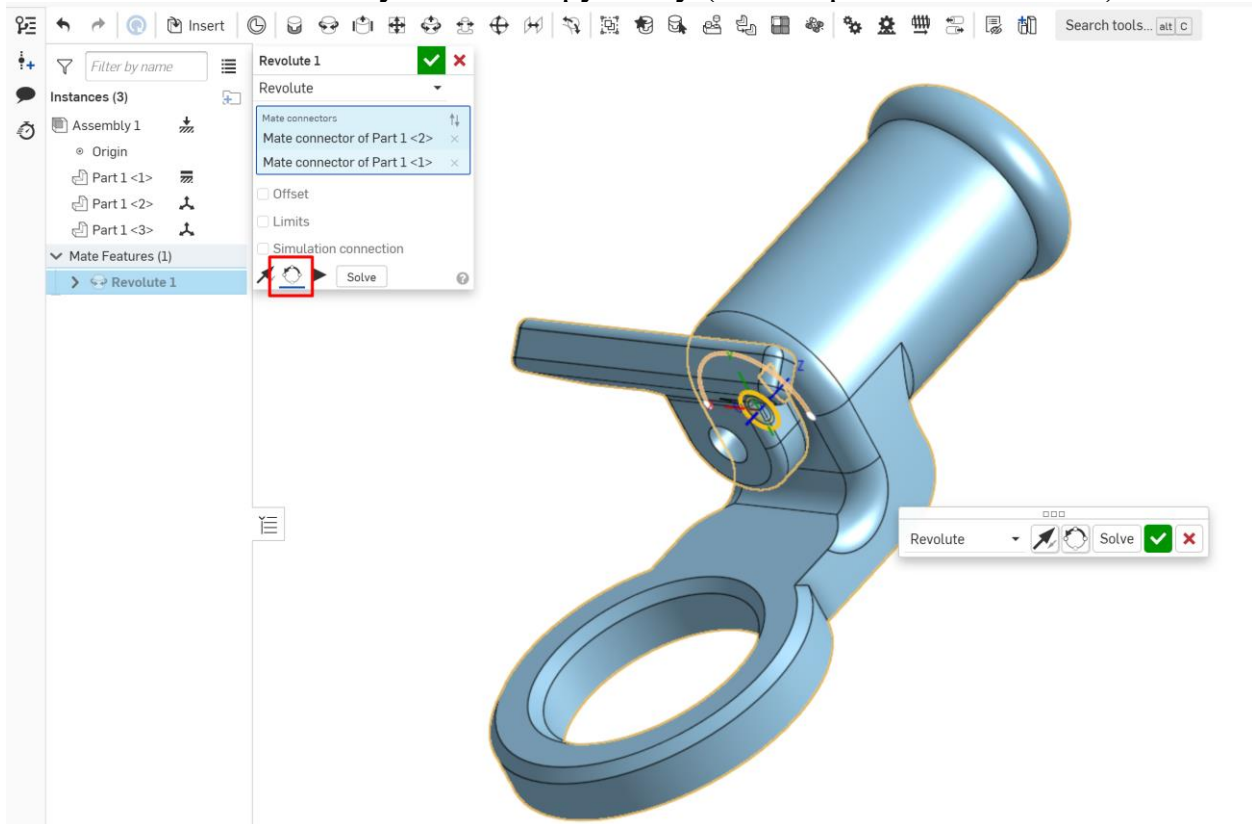 Insert
Search tools... alt C
Filter by name
Instances (3)
Assembly 1
Origin
Part 1 <1>
Part 1 <2>
Part 1 <3>
Mate Features (1)
Revolute 1
Revolute 1
Revolute
Mate connectors
Mate connector of Part 1 <2>
Mate connector of Part 1 <1>
Offset
Limits
Simulation connection
Solve
Z
Revolute
Solve